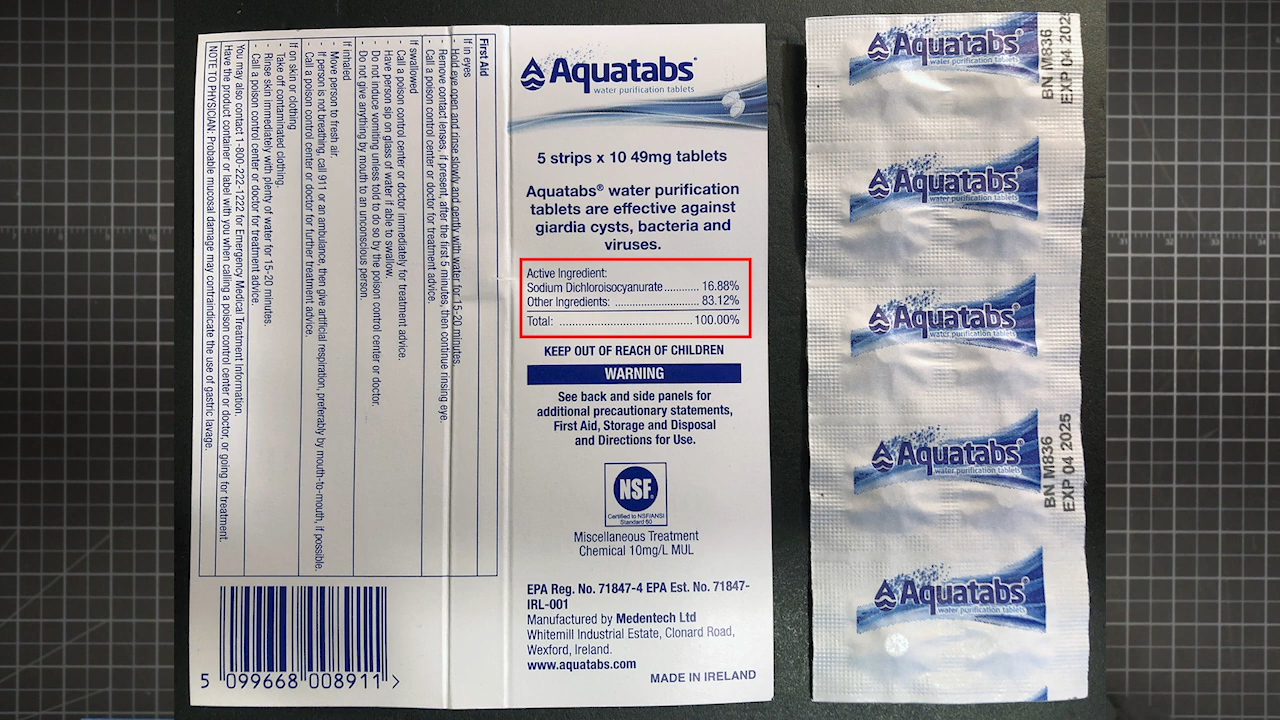 First Aid
If in eyes
- Hold eye open and rinse slowly and gently with water for 15-20 minutes.
- Remove contact lenses, if present, after the first 5 minutes, then continue rinsing eye.
- Call a poison control center or doctor for treatment advice.
If swallowed
- Call a poison control center or doctor immediately for treatment advice.
- Have person sip on glass of water if able to swallow.
- Do not induce vomiting unless told to do so by the poison control center or doctor.
- Do not give anything by mouth to an unconscious person.
If inhaled
- Move person to fresh air.
- If person is not breathing, call 911 or an ambulance, then give artificial respiration, preferably by mouth-to-mouth, if possible.
- Call a poison control center or doctor for further treatment advice.
If on skin or clothing
- Take off contaminated clothing.
- Rinse skin immediately with plenty of water for 15-20 minutes.
- Call a poison control center or doctor for treatment advice.
You may also contact 1-800-222-1222 for Emergency Medical Treatment information.
Have the product container or label with you when calling a poison control center or doctor, or going for treatment.
NOTE TO PHYSICIAN: Probable mucosal damage may contraindicate the use of gastric lavage.
5 099668 008911 >
Aquatabs®
water purification tablets
5 strips x 10 49mg tablets
Aquatabs® water purification
tablets are effective against
giardia cysts, bacteria and
viruses.
Active Ingredient:
Sodium Dichloroisocyanurate ............ 16.88%
Other Ingredients: ............................ 83.12%
Total: ............................................. 100.00%
KEEP OUT OF REACH OF CHILDREN
WARNING
See back and side panels for
additional precautionary statements,
First Aid, Storage and Disposal
and Directions for Use.
NSF®
Certified to NSF/ANSI
Standard 60
Miscellaneous Treatment
Chemical 10mg/L MUL
EPA Reg. No. 71847-4 EPA Est. No. 71847-
IRL-001
Manufactured by Medentech Ltd
Whitemill Industrial Estate, Clonard Road,
Wexford, Ireland.
www.aquatabs.com
MADE IN IRELAND
Aquatabs®
water purification tablets
BN M836
EXP 04 202
Aquatabs®
water purification tablets
Aquatabs®
water purification tablets
Aquatabs®
water purification tablets
BN M836
EXP 04 2025
Aquatabs®
water purification tablets